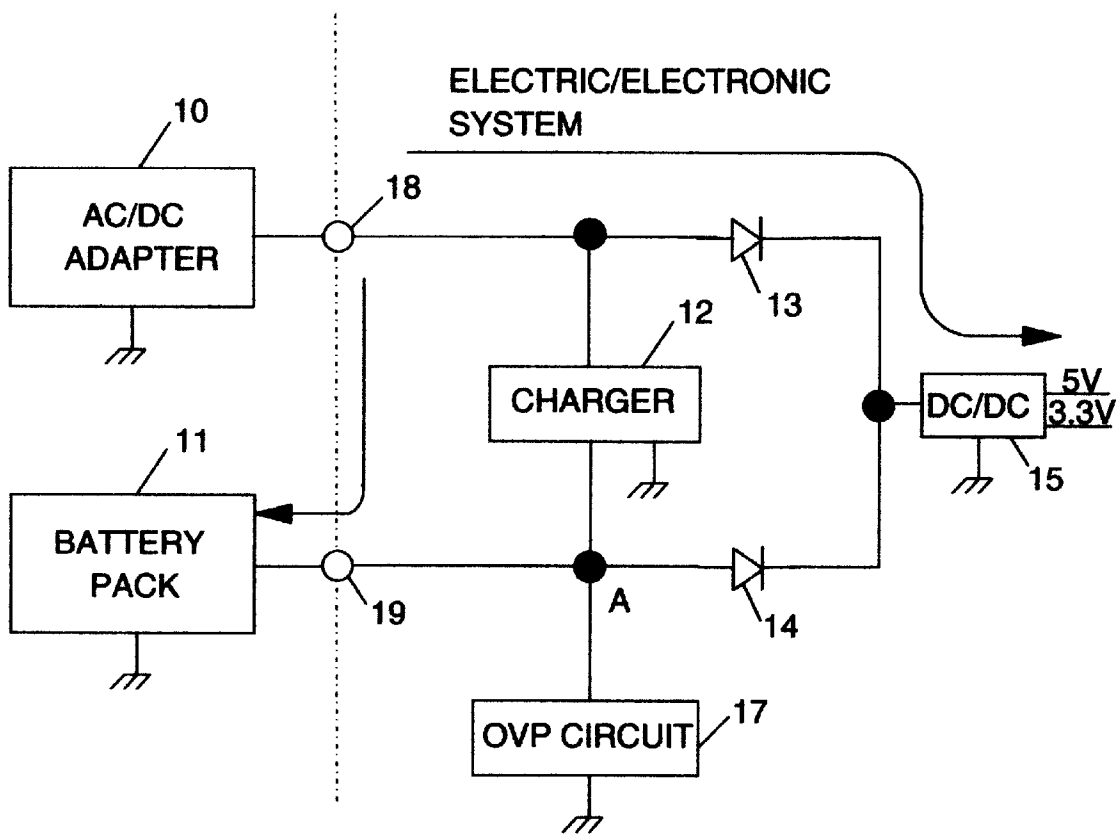 ELECTRIC/ELECTRONIC
SYSTEM
10
AC/DC
ADAPTER
18
13
12
CHARGER
5V
DC/DC
3.3V
15
11
BATTERY
PACK
19
A
14
OVP CIRCUIT
17